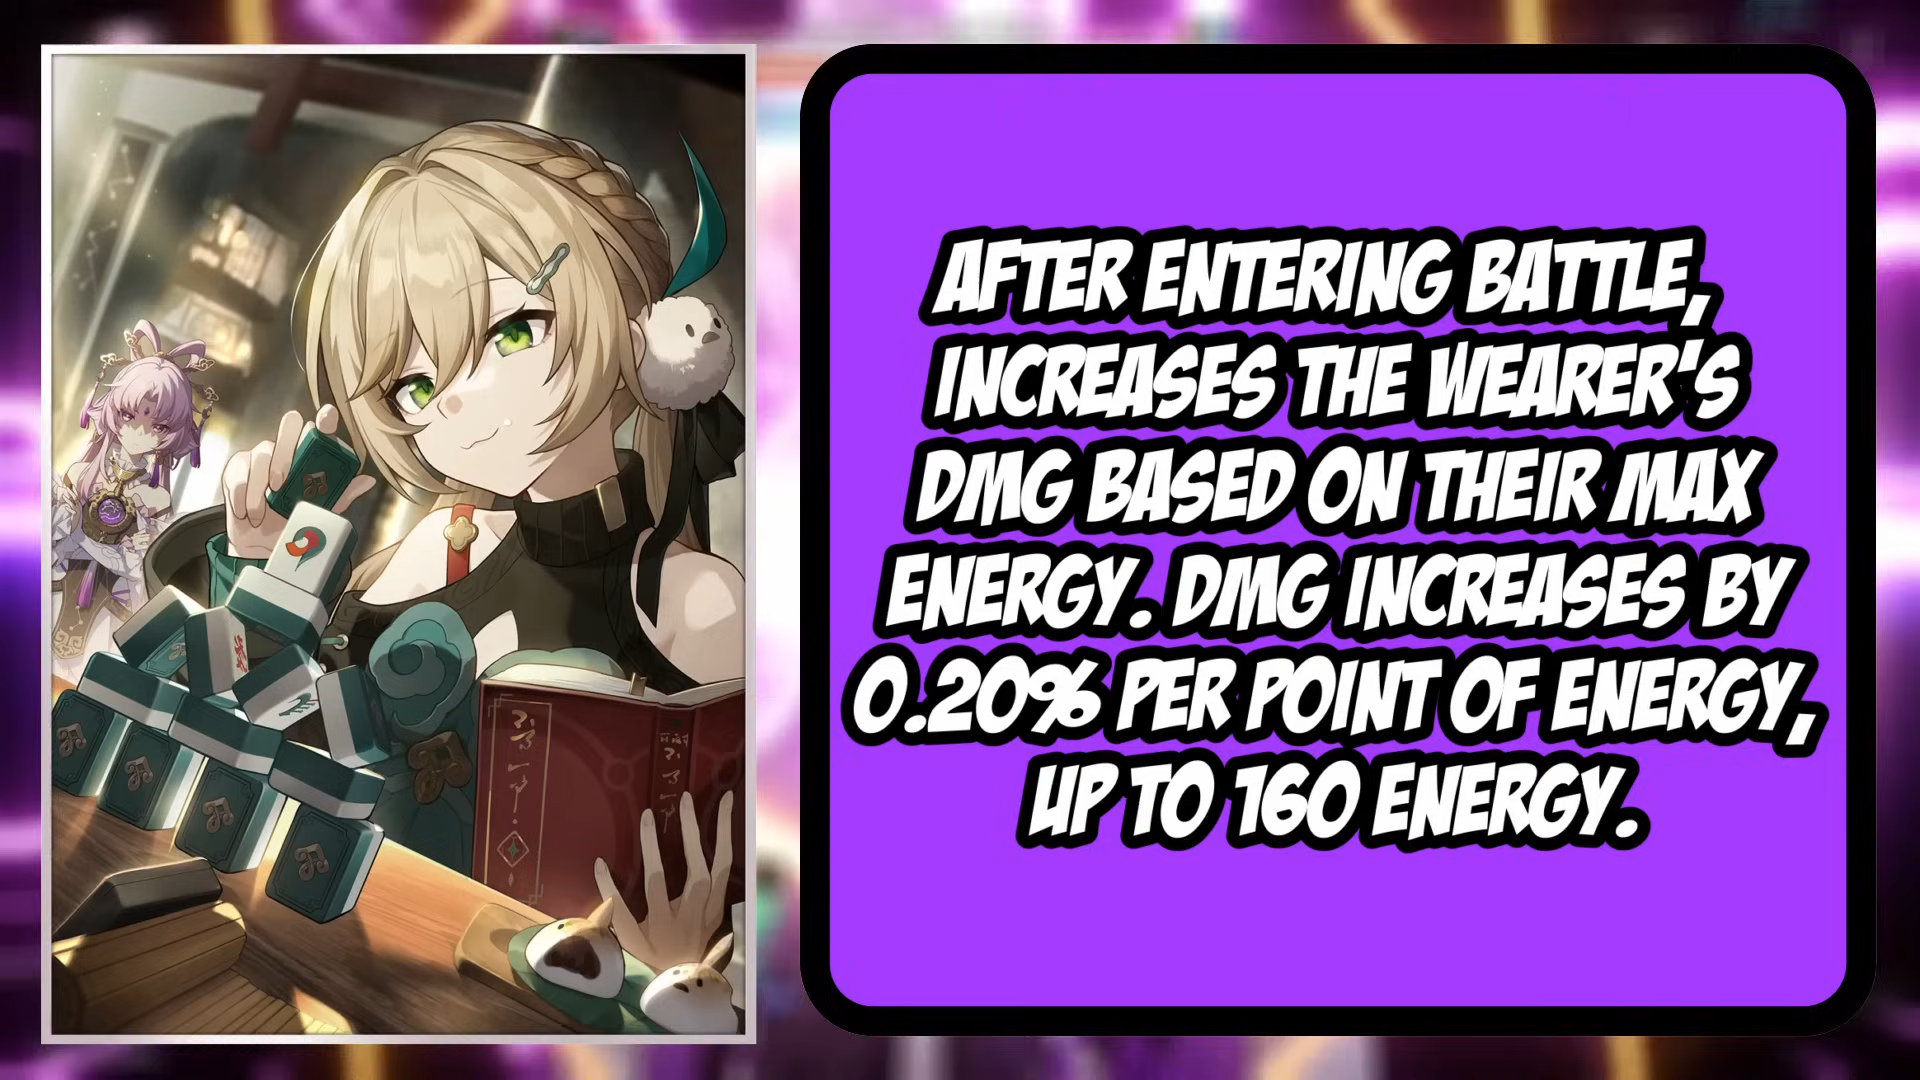 AFTER ENTERING BATTLE,
INCREASES THE WEARER'S
DMG BASED ON THEIR MAX
ENERGY. DMG INCREASES BY
0.20% PER POINT OF ENERGY,
UP TO 160 ENERGY.